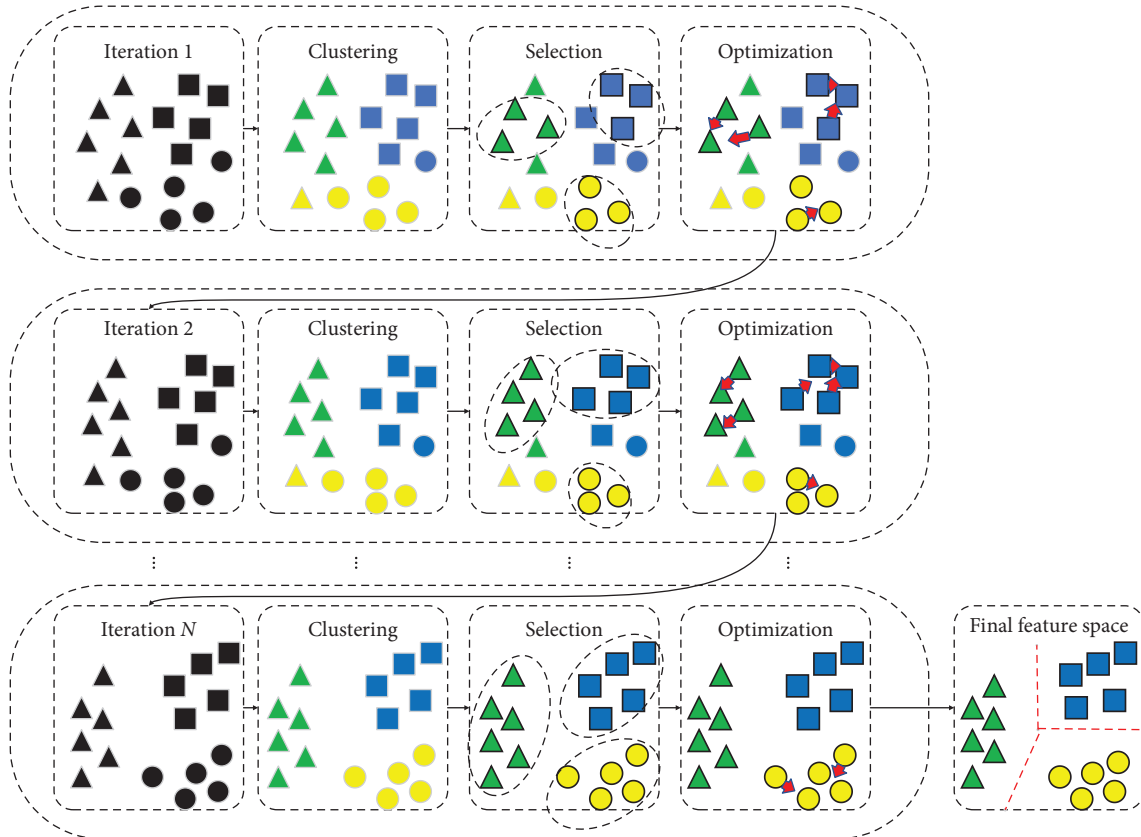 Iteration 1
Clustering
Selection
Optimization
Iteration 2
Clustering
Selection
Optimization
...
...
...
...
Iteration N
Clustering
Selection
Optimization
Final feature space